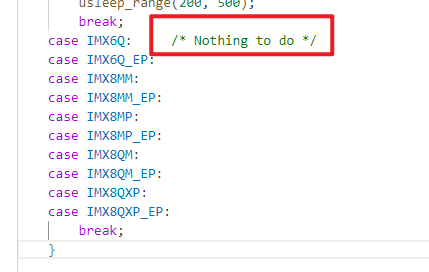 usleep_range(200, 500);
break;
case IMX6Q: /* Nothing to do */
case IMX6Q_EP:
case IMX8MM:
case IMX8MM_EP:
case IMX8MP:
case IMX8MP_EP:
case IMX8QM:
case IMX8QM_EP:
case IMX8QXP:
case IMX8QXP_EP:
break;
}